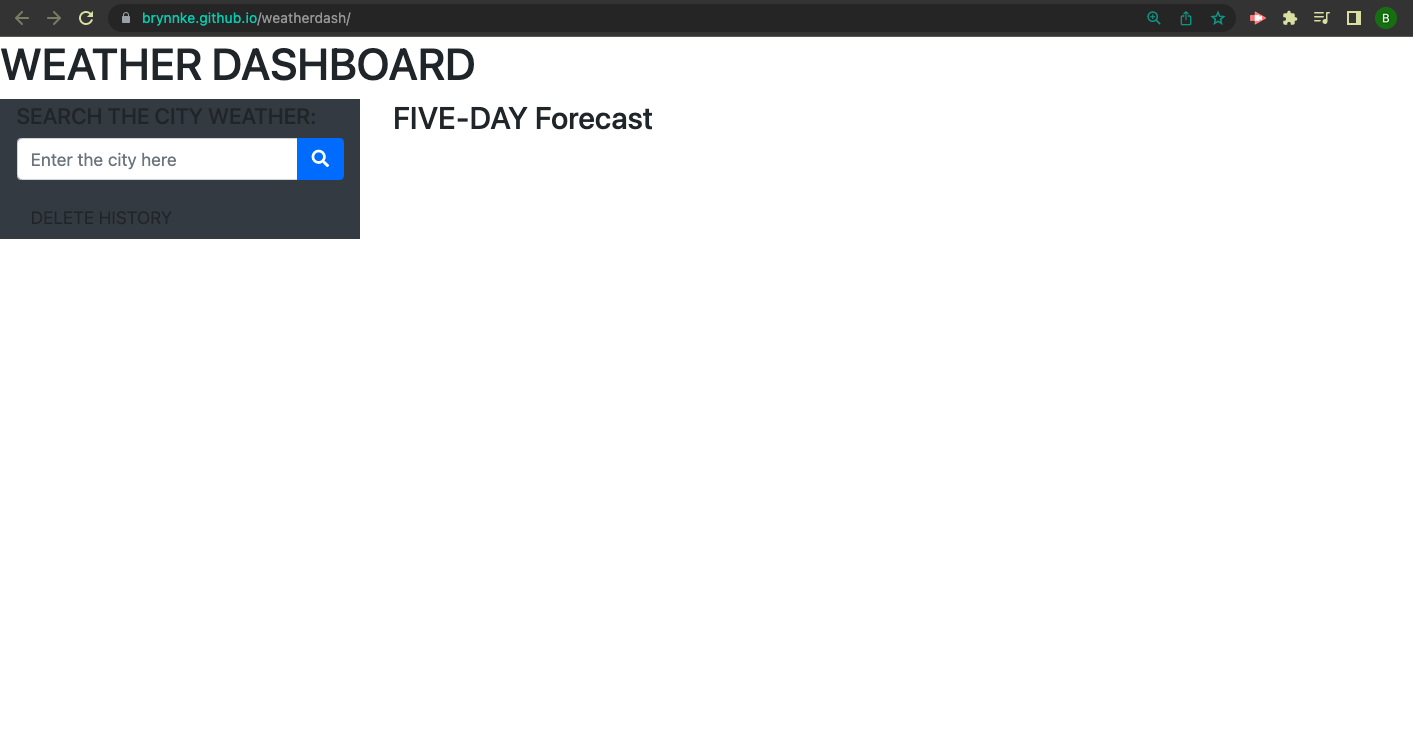 brynnke.github.io/weatherdash/
B
WEATHER DASHBOARD
SEARCH THE CITY WEATHER:
Enter the city here
DELETE HISTORY
FIVE-DAY Forecast